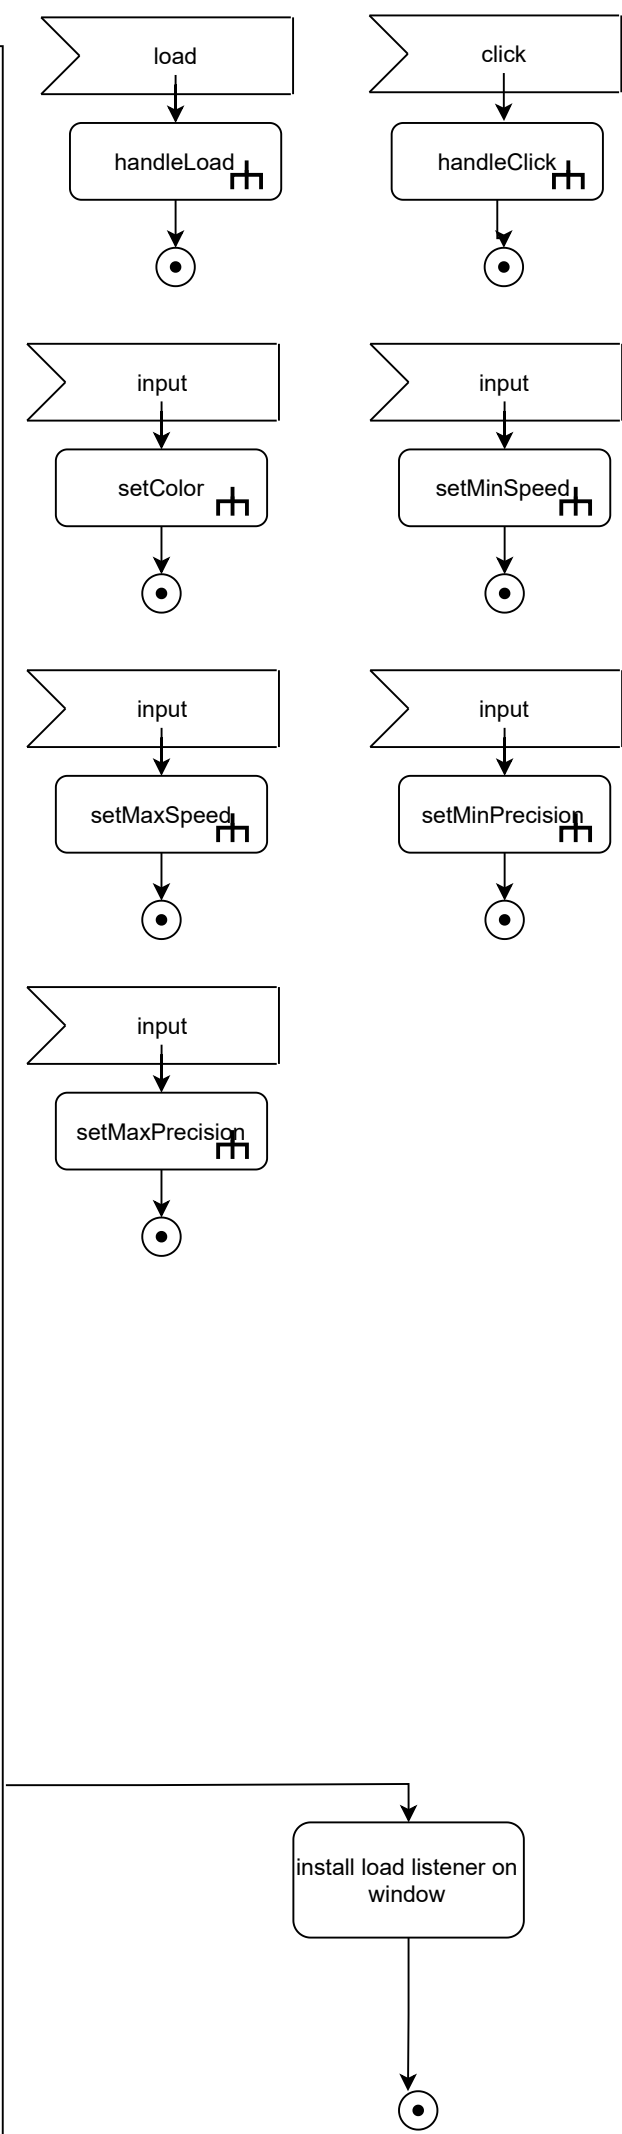 load
click
handleLoad
handleClick
input
input
setColor
setMinSpeed
input
input
setMaxSpeed
setMinPrecision
input
setMaxPrecision
install load listener on
window